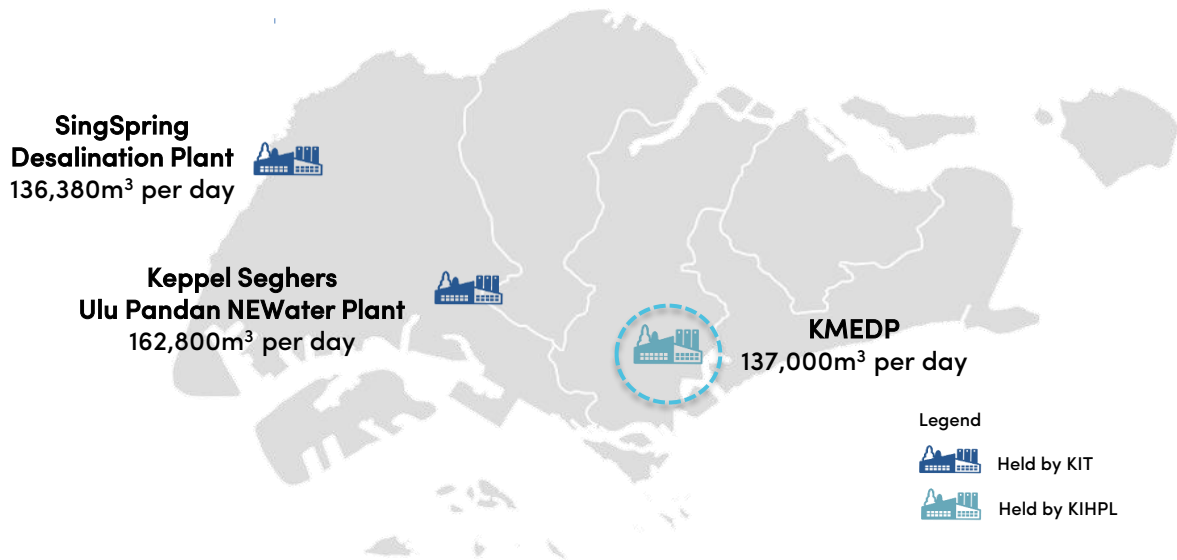 SingSpring
Desalination Plant
136,380m³ per day
Keppel Seghers
Ulu Pandan NEWater Plant
162,800m³ per day
KMEDP
137,000m³ per day
Legend
Held by KIT
Held by KIHPL